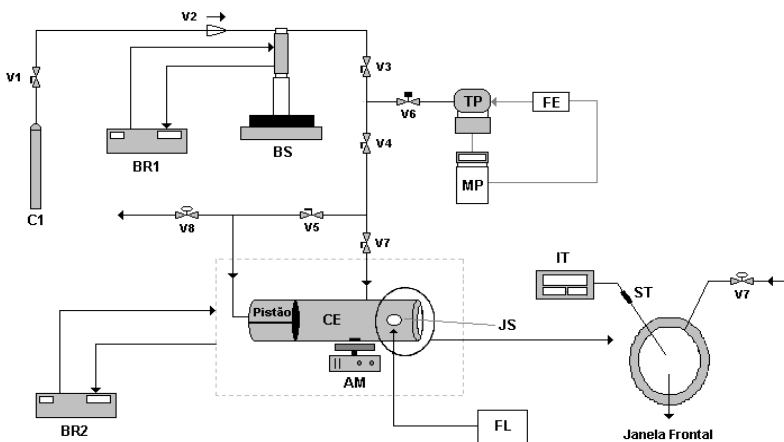 V2
V1
V3
TP
FE
V6
BS
BR1
V4
MP
C1
V8
V5
V7
IT
ST
V7
Pistão
CE
JS
AM
BR2
FL
Janela Frontal